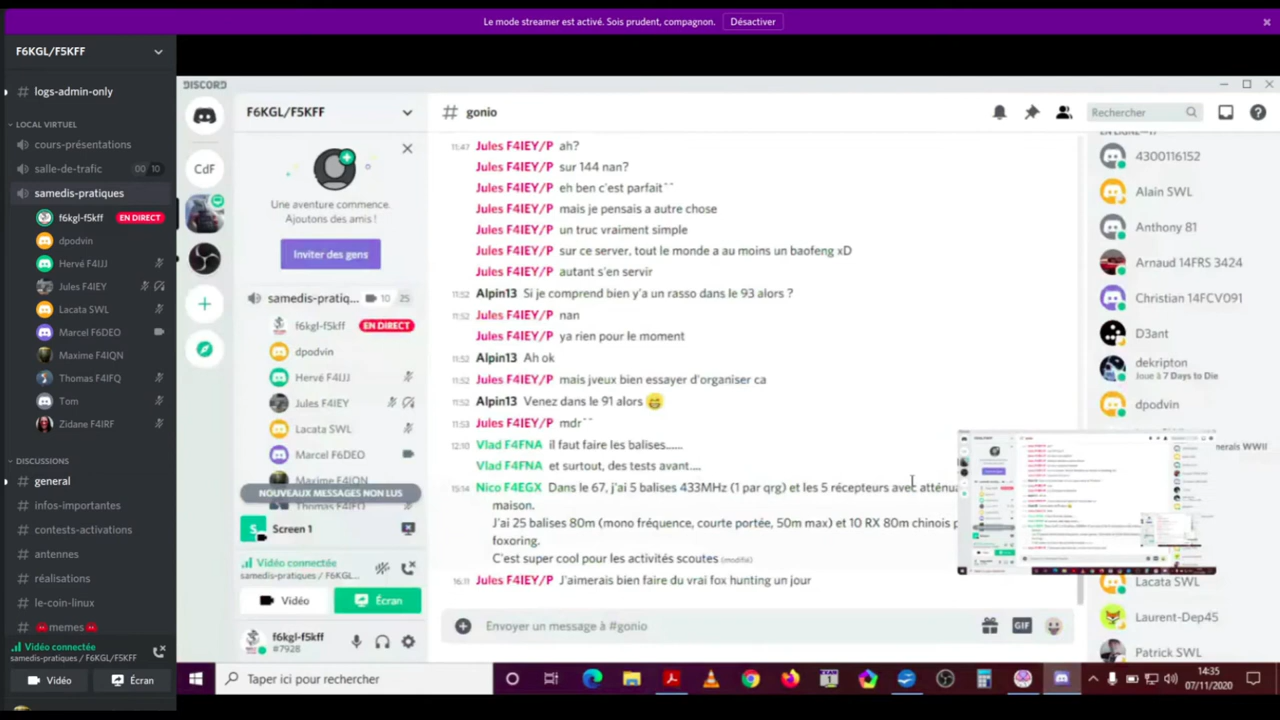 Le mode streamer est activé. Sois prudent, compagnon. Désactiver
F6KGL/F5KFF
logs-admin-only
LOCAL VIRTUEL
cours-présentations
salle-de-trafic 00 10
samedis-pratiques
f6kgl-f5kff EN DIRECT
dpodvin
Hervé F4IJJ
Jules F4IEY
Lacata SWL
Marcel F6DEO
Maxime F4IQN
Thomas F4IFQ
Tom
Zidane F4IRF
DISCUSSIONS
general
infos-importantes
contests-activations
antennes
réalisations
le-coin-linux
memes
Vidéo connectée
samedis-pratiques / F6KGL/F5KFF
Vidéo Écran
DISCORD
CdF
F6KGL/F5KFF
Une aventure commence.
Ajoutons des amis !
Inviter des gens
samedis-pratiq... 10 25
f6kgl-f5kff EN DIRECT
dpodvin
Hervé F4IJJ
Jules F4IEY
Lacata SWL
Marcel F6DEO
Maxime F4IQN
NOUVEAUX MESSAGES NON LUS
Thomas F4IFQ
Screen 1
Vidéo connectée
samedis-pratiques / F6KGL...
Vidéo Écran
f6kgl-f5kff
#7928
# gonio
Rechercher
11:47 Jules F4IEY/P ah?
Jules F4IEY/P sur 144 nan?
Jules F4IEY/P eh ben c'est parfait^^
Jules F4IEY/P mais je pensais a autre chose
Jules F4IEY/P un truc vraiment simple
Jules F4IEY/P sur ce server, tout le monde a au moins un baofeng xD
Jules F4IEY/P autant s'en servir
11:52 Alpin13 Si je comprend bien y'a un rasso dans le 93 alors ?
11:52 Jules F4IEY/P nan
Jules F4IEY/P ya rien pour le moment
11:52 Alpin13 Ah ok
11:52 Jules F4IEY/P mais jveux bien essayer d'organiser ca
11:52 Alpin13 Venez dans le 91 alors 😄
11:53 Jules F4IEY/P mdr^^
12:10 Vlad F4FNA il faut faire les balises......
Vlad F4FNA et surtout, des tests avant....
15:14 Nico F4EGX Dans le 67, j'ai 5 balises 433MHz (1 par qrg) et les 5 récepteurs avec atténua
maison.
J'ai 25 balises 80m (mono fréquence, courte portée, 50m max) et 10 RX 80m chinois p
foxoring.
C'est super cool pour les activités scoutes (modifié)
16:11 Jules F4IEY/P J'aimerais bien faire du vrai fox hunting un jour
Envoyer un message à #gonio
GIF
EN LIGNE—17
4300116152
Alain SWL
Anthony 81
Arnaud 14FRS 3424
Christian 14FCV091
D3ant
dekripton
Joue à 7 Days to Die
dpodvin
nerais WWII
Lacata SWL
Laurent-Dep45
Patrick SWL
Taper ici pour rechercher
14:35
07/11/2020